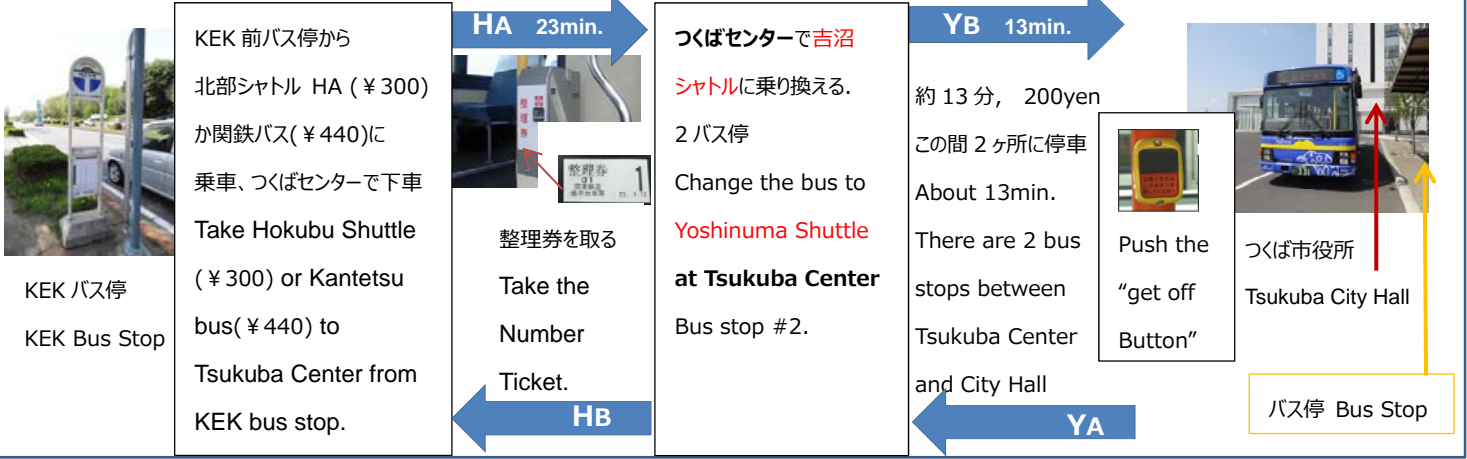 KEK バス停
KEK Bus Stop
KEK 前バス停から
北部シャトル HA (¥300)
か関鉄バス(¥440)に
乗車、つくばセンターで下車
Take Hokubu Shuttle
(¥300) or Kantetsu
bus(¥440) to
Tsukuba Center from
KEK bus stop.
HA 23min.
整理券
整理券 1
整理券を取る
Take the
Number
Ticket.
HB
つくばセンターで吉沼
シャトルに乗り換える.
2 バス停
Change the bus to
Yoshinuma Shuttle
at Tsukuba Center
Bus stop #2.
YB 13min.
約 13 分, 200yen
この間 2 ヶ所に停車
About 13min.
There are 2 bus
stops between
Tsukuba Center
and City Hall
YA
Push the
“get off
Button”
つくば市役所
Tsukuba City Hall
バス停 Bus Stop